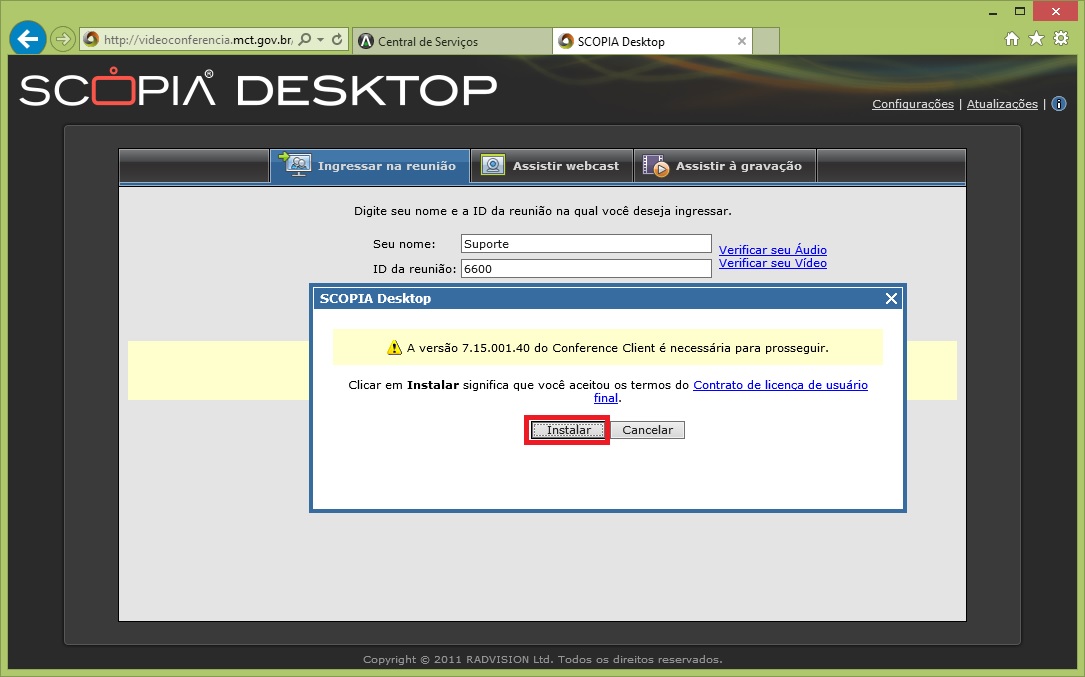 http://videoconferencia.mct.gov.br/
Central de Serviços
SCOPIA Desktop
SCOPIA® DESKTOP
Configurações | Atualizações |
Ingressar na reunião
Assistir webcast
Assistir à gravação
Digite seu nome e a ID da reunião na qual você deseja ingressar.
Seu nome: Suporte
Verificar seu Áudio
Verificar seu Vídeo
ID da reunião: 6600
SCOPIA Desktop
A versão 7.15.001.40 do Conference Client é necessária para prosseguir.
Clicar em Instalar significa que você aceitou os termos do Contrato de licença de usuário
final.
Instalar Cancelar
Copyright © 2011 RADVISION Ltd. Todos os direitos reservados.